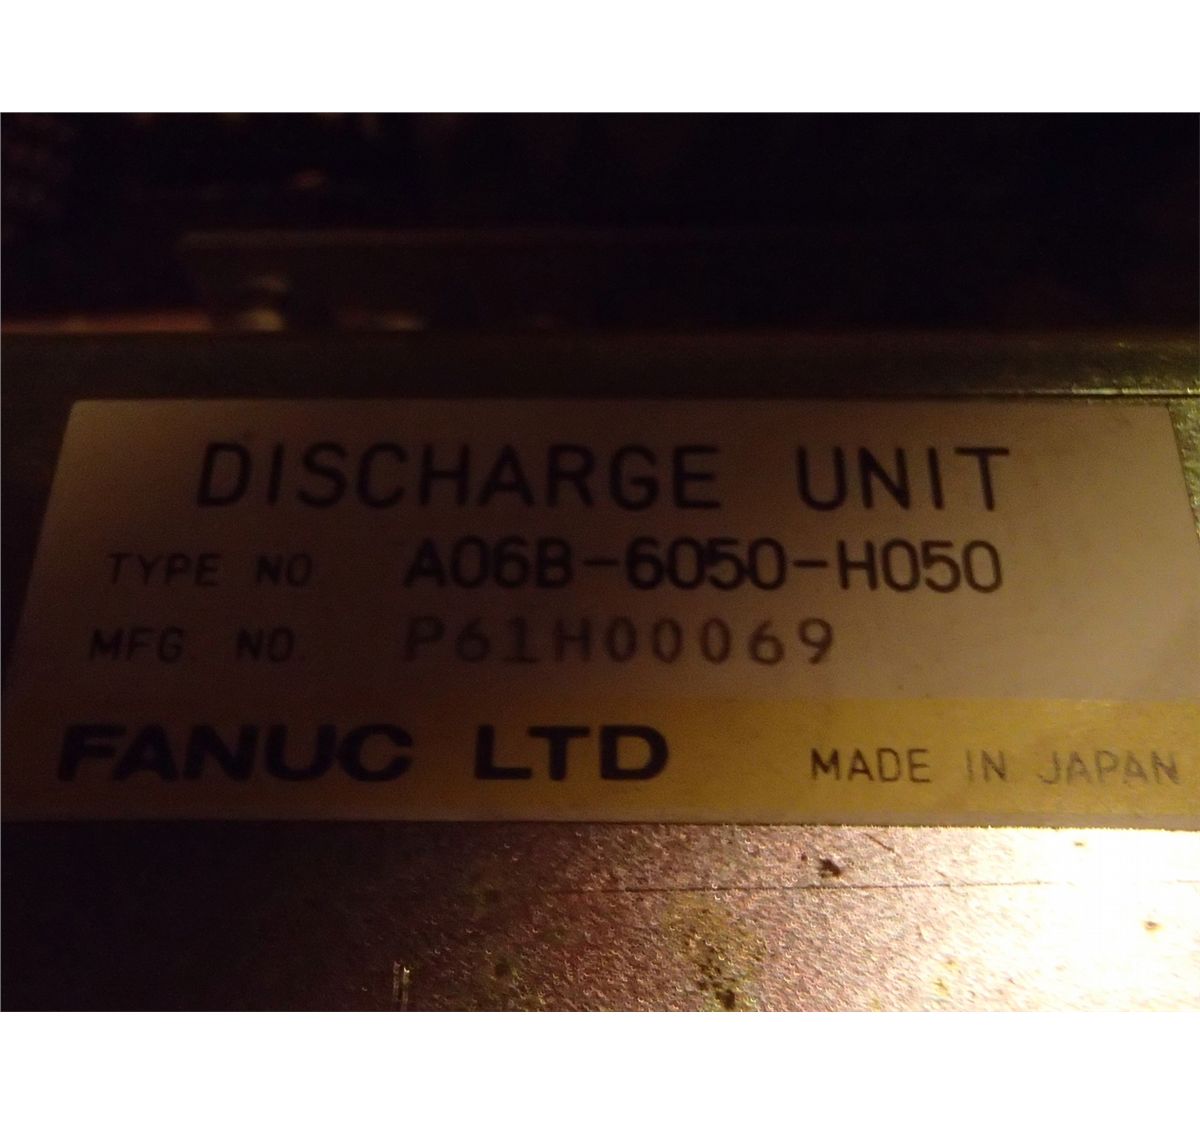 DISCHARGE UNIT
TYPE NO A06B-6050-H050
MFG NO. P61H00069
FANUC LTD MADE IN JAPAN